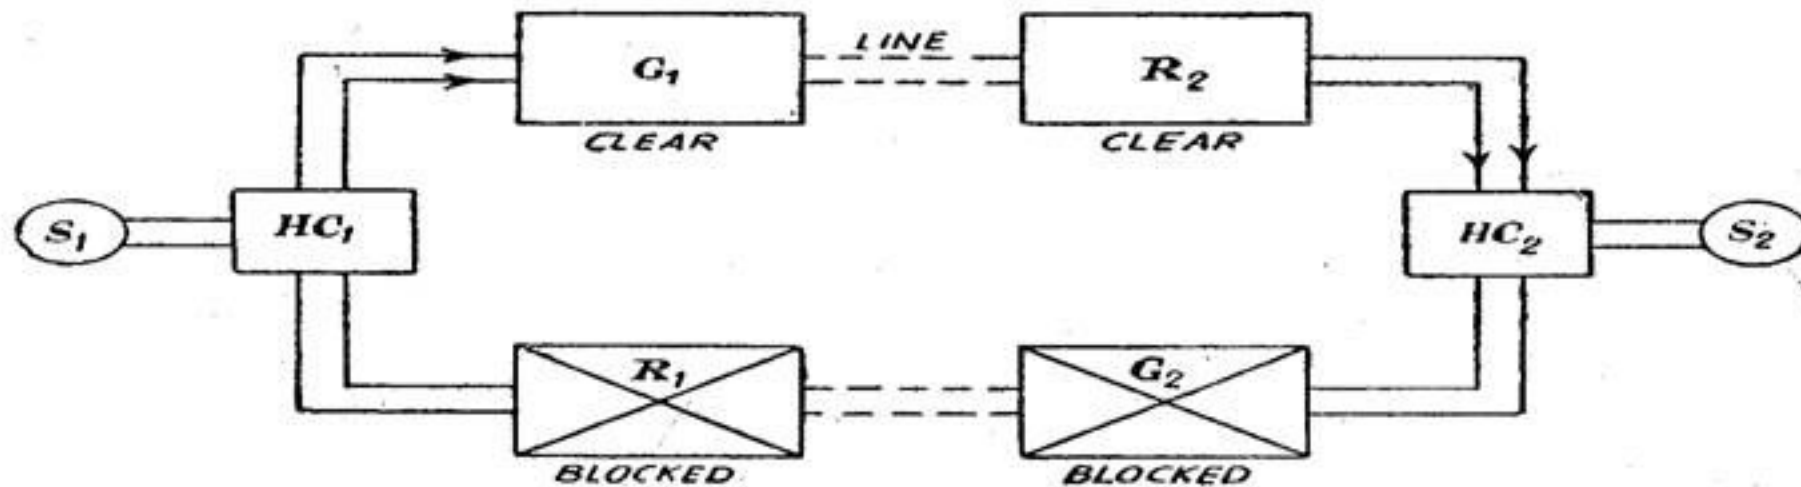 LINE
G₁
R₂
CLEAR
CLEAR
S₁
HC₁
HC₂
S₂
R₁
G₂
BLOCKED
BLOCKED